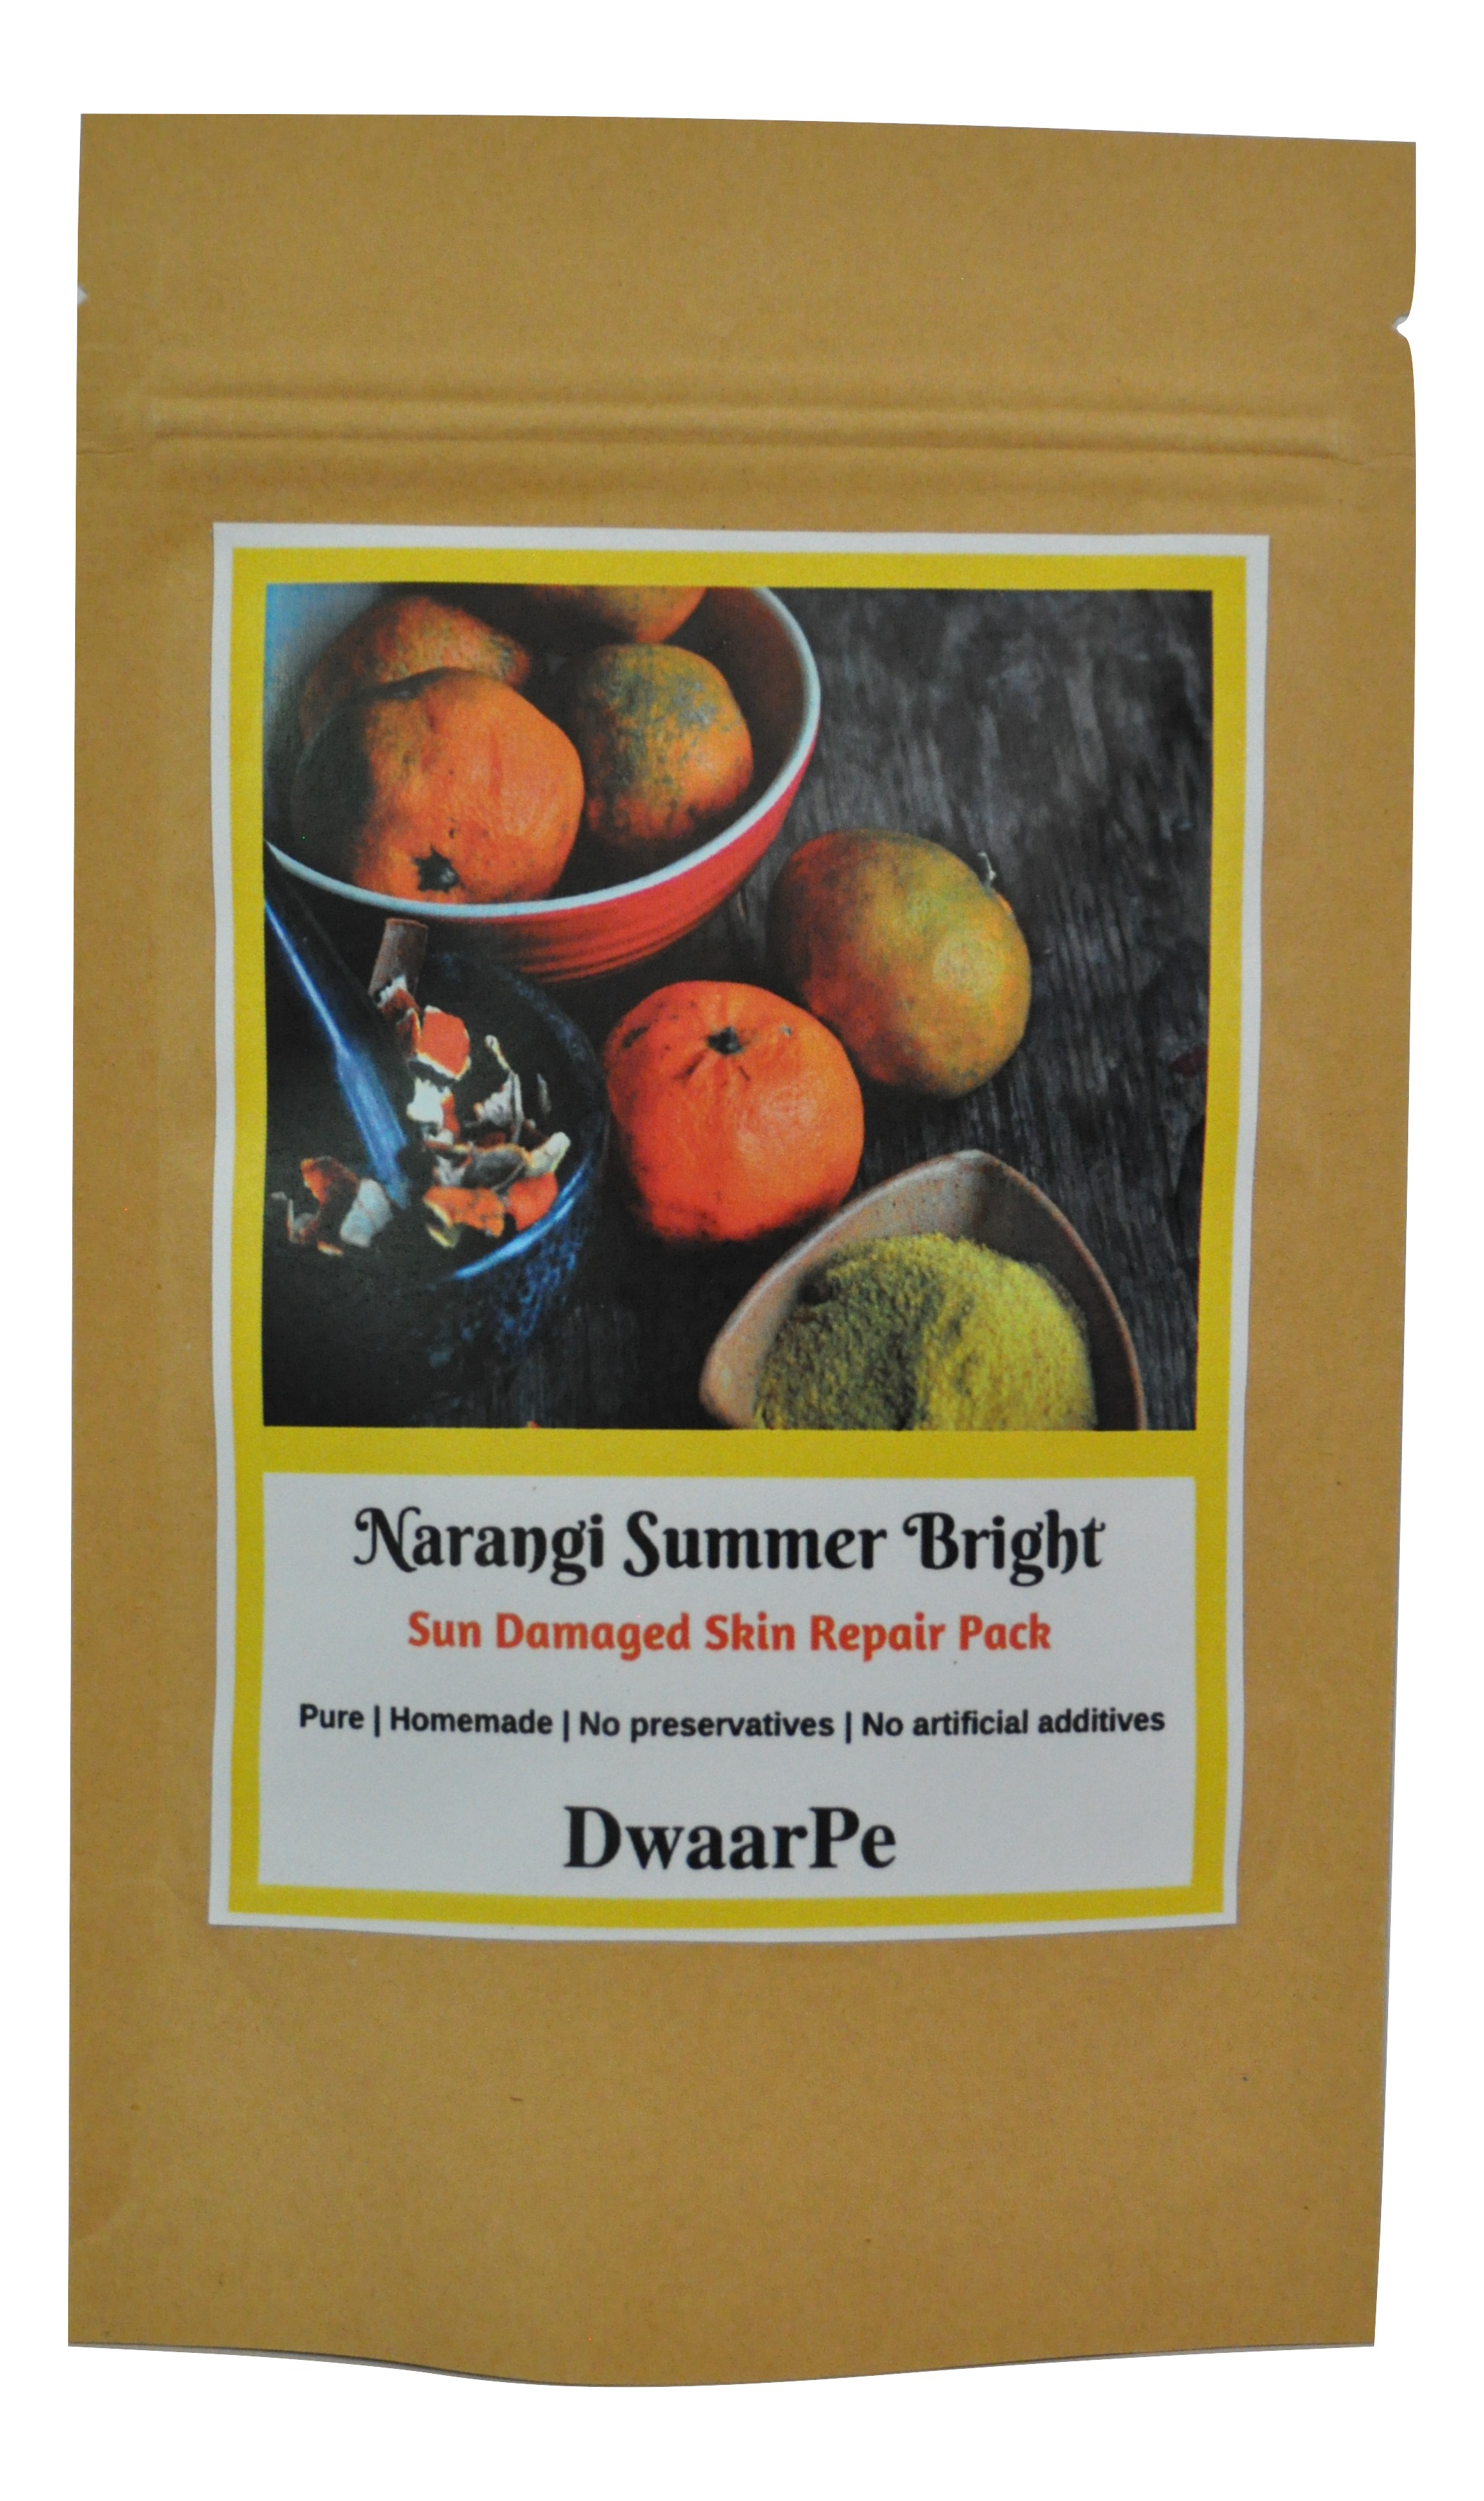 Narangi Summer Bright
Sun Damaged Skin Repair Pack
Pure | Homemade | No preservatives | No artificial additives
DwaarPe